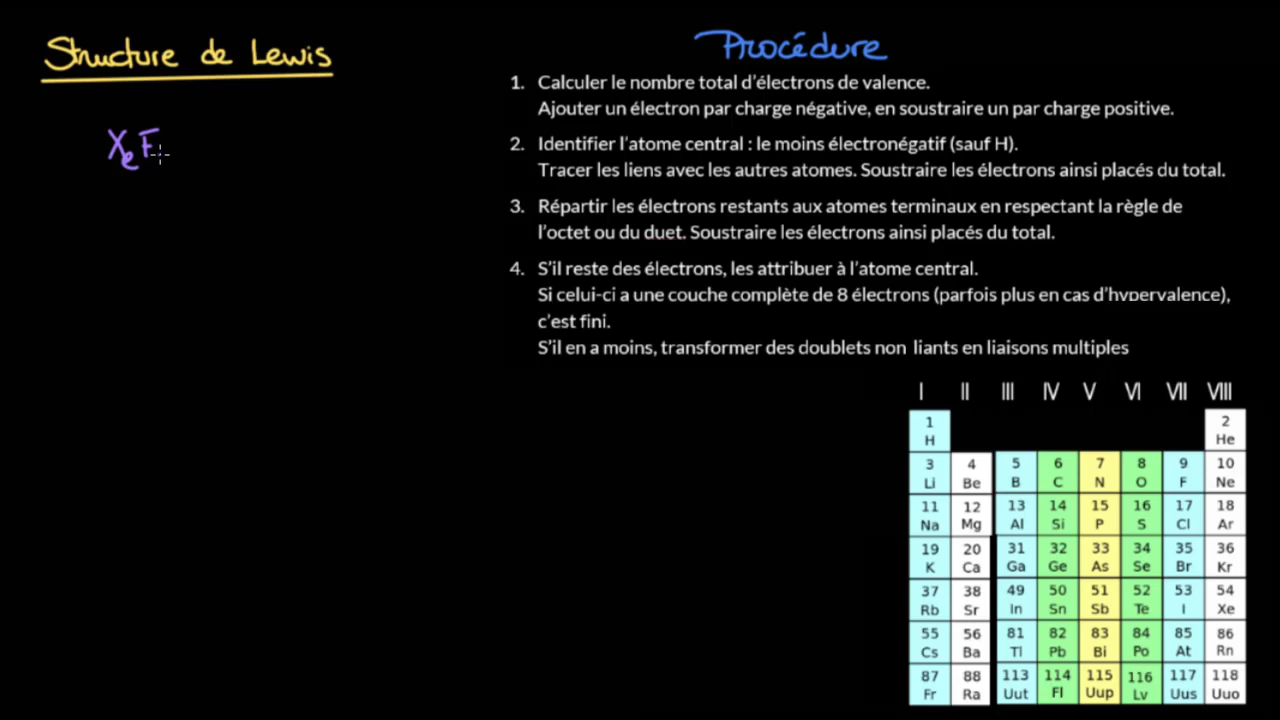 Structure de Lewis
XeF
Procédure
1. Calculer le nombre total d'électrons de valence.
Ajouter un électron par charge négative, en soustraire un par charge positive.
2. Identifier l'atome central : le moins électronégatif (sauf H).
Tracer les liens avec les autres atomes. Soustraire les électrons ainsi placés du total.
3. Répartir les électrons restants aux atomes terminaux en respectant la règle de
l'octet ou du duet. Soustraire les électrons ainsi placés du total.
4. S'il reste des électrons, les attribuer à l'atome central.
Si celui-ci a une couche complète de 8 électrons (parfois plus en cas d'hypervalence),
c'est fini.
S'il en a moins, transformer des doublets non liants en liaisons multiples
I II III IV V VI VII VIII
1 2
H He
3 4 5 6 7 8 9 10
Li Be B C N O F Ne
11 12 13 14 15 16 17 18
Na Mg Al Si P S Cl Ar
19 20 31 32 33 34 35 36
K Ca Ga Ge As Se Br Kr
37 38 49 50 51 52 53 54
Rb Sr In Sn Sb Te I Xe
55 56 81 82 83 84 85 86
Cs Ba Tl Pb Bi Po At Rn
87 88 113 114 115 116 117 118
Fr Ra Uut Fl Uup Lv Uus Uuo